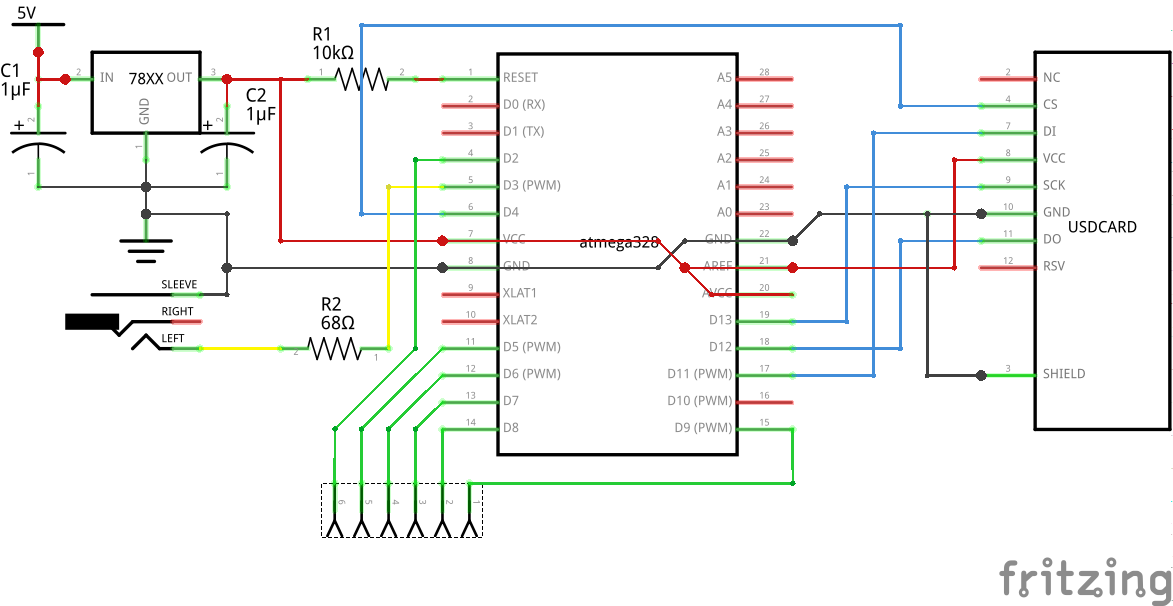 5V
C1
1µF
2
IN
78XX
OUT
3
GND
1
+
2
1
C2
1µF
+
2
1
R1
10kΩ
1
2
SLEEVE
RIGHT
LEFT
R2
68Ω
2
1
atmega328
1 RESET
2 D0 (RX)
3 D1 (TX)
4 D2
5 D3 (PWM)
6 D4
7 VCC
8 GND
9 XLAT1
10 XLAT2
11 D5 (PWM)
12 D6 (PWM)
13 D7
14 D8
A5 28
A4 27
A3 26
A2 25
A1 24
A0 23
GND 22
AREF 21
AVCC 20
D13 19
D12 18
D11 (PWM) 17
D10 (PWM) 16
D9 (PWM) 15
2 NC
4 CS
7 DI
8 VCC
9 SCK
10 GND
11 DO
12 RSV
3 SHIELD
USDCARD
6 5 4 3 2 1
fritzing